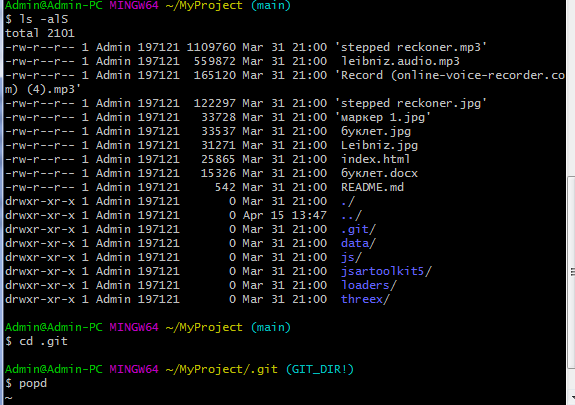 Admin@Admin-PC MINGW64 ~/MyProject (main)
$ ls -alS
total 2101
-rw-r--r-- 1 Admin 197121 1109760 Mar 31 21:00 'stepped reckoner.mp3'
-rw-r--r-- 1 Admin 197121  559872 Mar 31 21:00  leibniz.audio.mp3
-rw-r--r-- 1 Admin 197121  165120 Mar 31 21:00 'Record (online-voice-recorder.co
m) (4).mp3'
-rw-r--r-- 1 Admin 197121  122297 Mar 31 21:00 'stepped reckoner.jpg'
-rw-r--r-- 1 Admin 197121   33728 Mar 31 21:00 'маркер 1.jpg'
-rw-r--r-- 1 Admin 197121   33537 Mar 31 21:00  буклет.jpg
-rw-r--r-- 1 Admin 197121   31271 Mar 31 21:00  Leibniz.jpg
-rw-r--r-- 1 Admin 197121   25865 Mar 31 21:00  index.html
-rw-r--r-- 1 Admin 197121   15326 Mar 31 21:00  буклет.docx
-rw-r--r-- 1 Admin 197121     542 Mar 31 21:00  README.md
drwxr-xr-x 1 Admin 197121       0 Mar 31 21:00  ./
drwxr-xr-x 1 Admin 197121       0 Apr 15 13:47  ../
drwxr-xr-x 1 Admin 197121       0 Mar 31 21:00  .git/
drwxr-xr-x 1 Admin 197121       0 Mar 31 21:00  data/
drwxr-xr-x 1 Admin 197121       0 Mar 31 21:00  js/
drwxr-xr-x 1 Admin 197121       0 Mar 31 21:00  jsartoolkit5/
drwxr-xr-x 1 Admin 197121       0 Mar 31 21:00  loaders/
drwxr-xr-x 1 Admin 197121       0 Mar 31 21:00  threex/
Admin@Admin-PC MINGW64 ~/MyProject (main)
$ cd .git
Admin@Admin-PC MINGW64 ~/MyProject/.git (GIT_DIR!)
$ popd
~